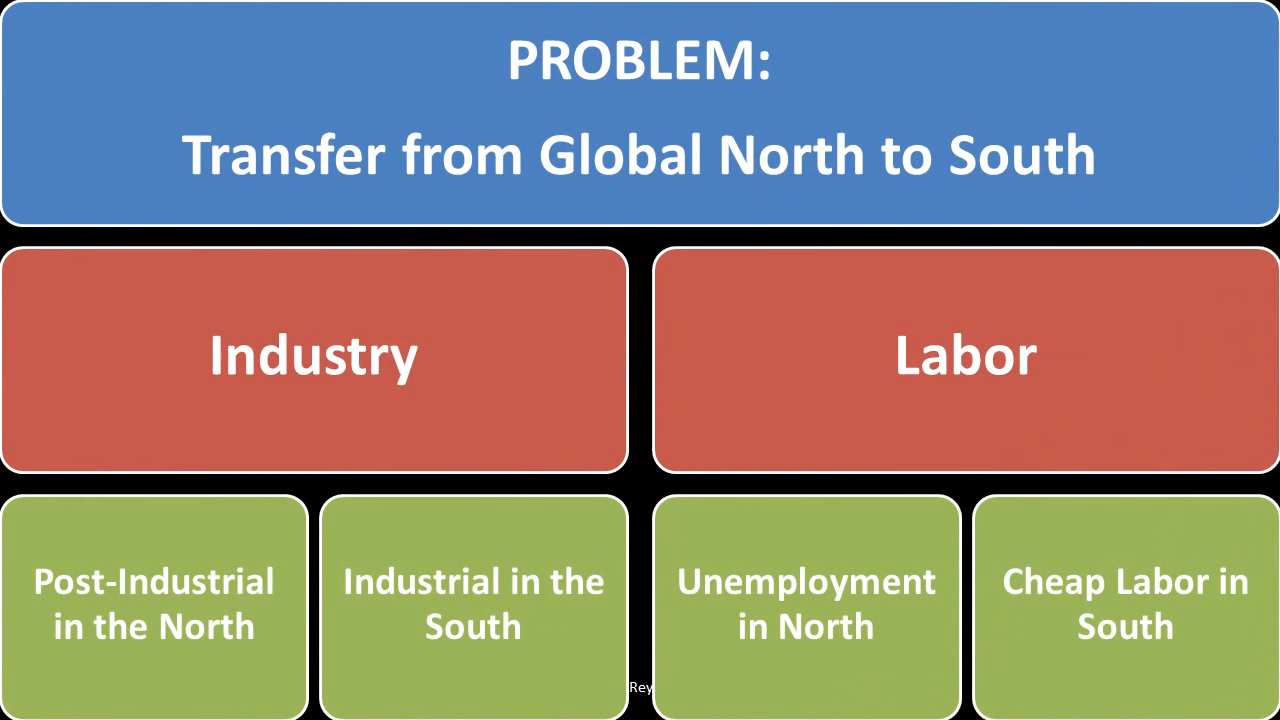 PROBLEM:
Transfer from Global North to South
Industry
Labor
Post-Industrial
in the North
Industrial in the
South
Unemployment
in North
Cheap Labor in
South
Rey